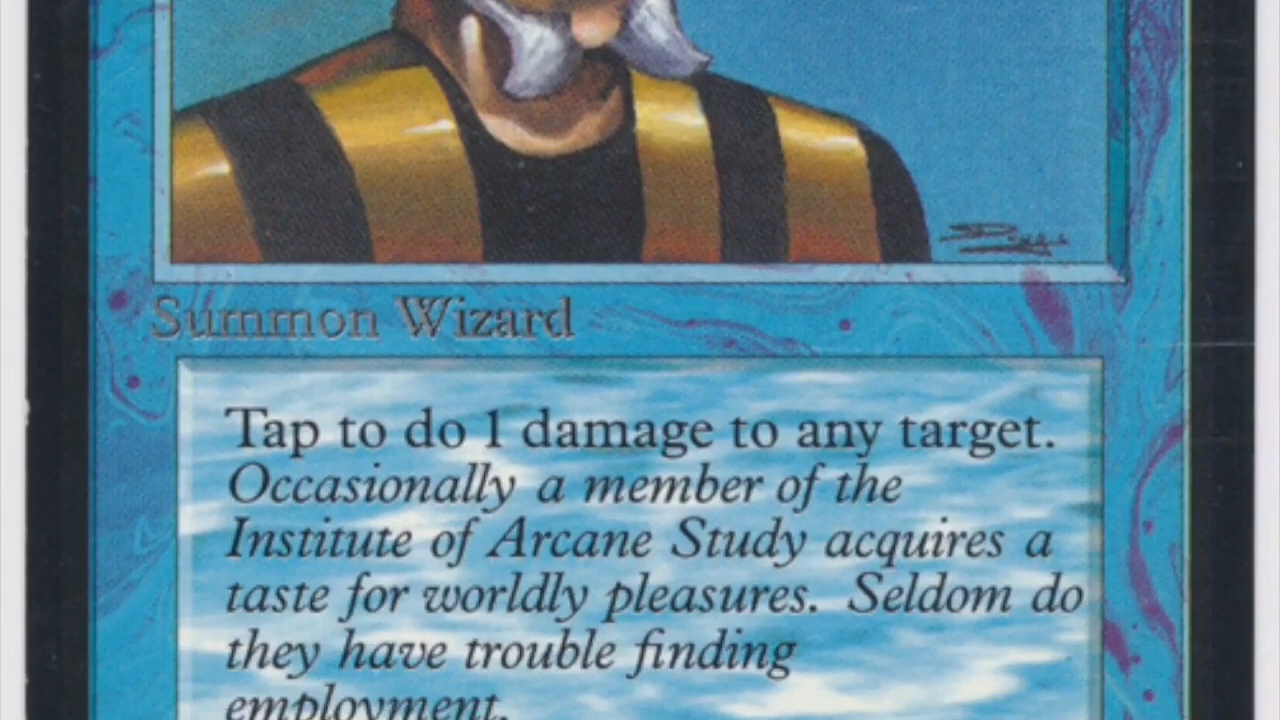 Summon Wizard
Tap to do 1 damage to any target.
Occasionally a member of the
Institute of Arcane Study acquires a
taste for worldly pleasures. Seldom do
they have trouble finding
employment.